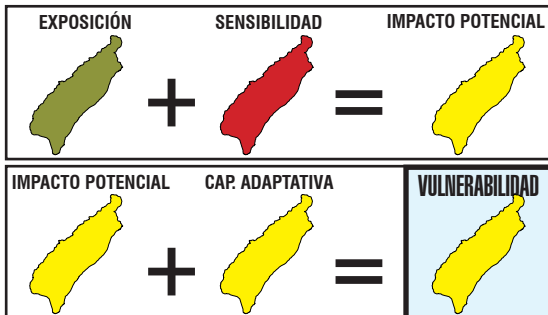 EXPOSICIÓN SENSIBILIDAD IMPACTO POTENCIAL
+ =
IMPACTO POTENCIAL CAP. ADAPTATIVA VULNERABILIDAD
+ =